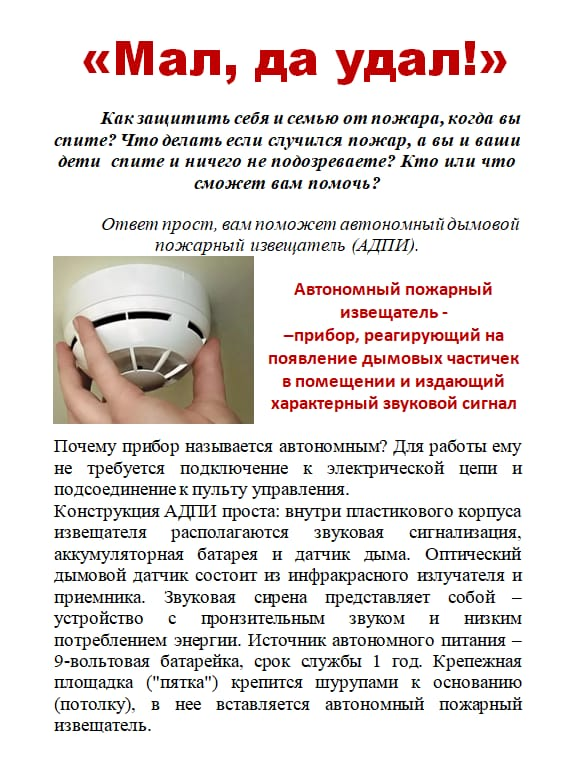 «Мал, да удал!»
Как защитить себя и семью от пожара, когда вы
спите? Что делать если случился пожар, а вы и ваши
дети спите и ничего не подозреваете? Кто или что
сможет вам помочь?
Ответ прост, вам поможет автономный дымовой
пожарный извещатель (АДПИ).
Автономный пожарный
извещатель -
–прибор, реагирующий на
появление дымовых частичек
в помещении и издающий
характерный звуковой сигнал
Почему прибор называется автономным? Для работы ему
не требуется подключение к электрической цепи и
подсоединение к пульту управления.
Конструкция АДПИ проста: внутри пластикового корпуса
извещателя располагаются звуковая сигнализация,
аккумуляторная батарея и датчик дыма. Оптический
дымовой датчик состоит из инфракрасного излучателя и
приемника. Звуковая сирена представляет собой –
устройство с пронзительным звуком и низким
потреблением энергии. Источник автономного питания –
9-вольтовая батарейка, срок службы 1 год. Крепежная
площадка ("пятка") крепится шурупами к основанию
(потолку), в нее вставляется автономный пожарный
извещатель.